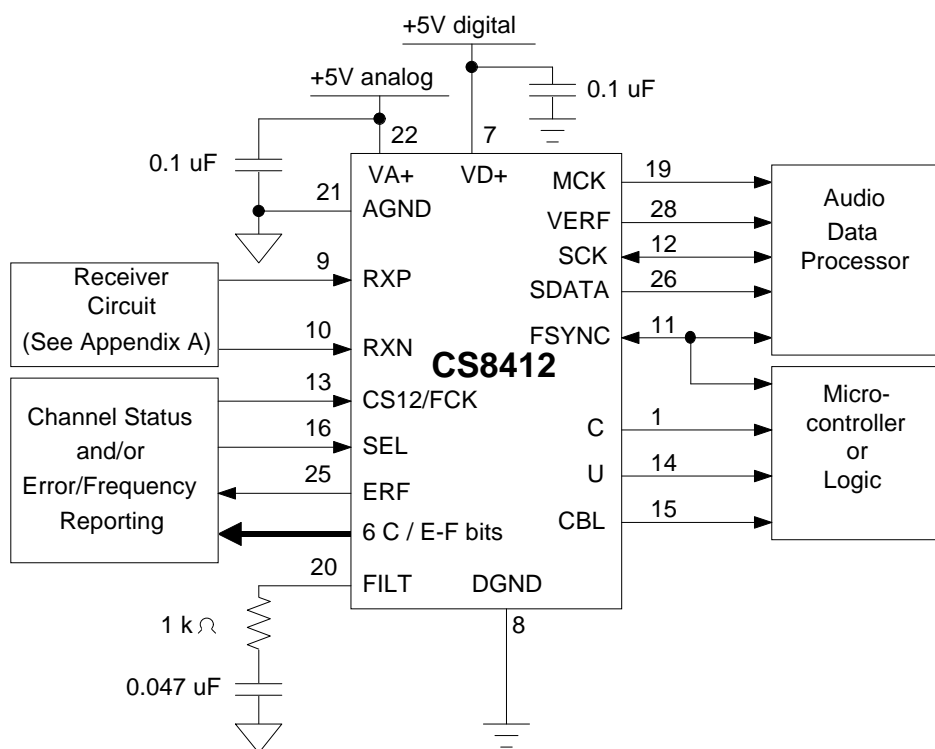 +5V digital
+5V analog
0.1 uF
22
7
0.1 uF
VA+
VD+
MCK
19
21
AGND
VERF
28
SCK
12
SDATA
26
Audio
Data
Processor
9
RXP
Receiver
Circuit
(See Appendix A)
10
RXN
FSYNC
11
CS8412
13
CS12/FCK
16
SEL
25
ERF
6 C / E-F bits
Channel Status
and/or
Error/Frequency
Reporting
C
1
U
14
CBL
15
Micro-
controller
or
Logic
20
FILT
DGND
8
1 k Ω
0.047 uF